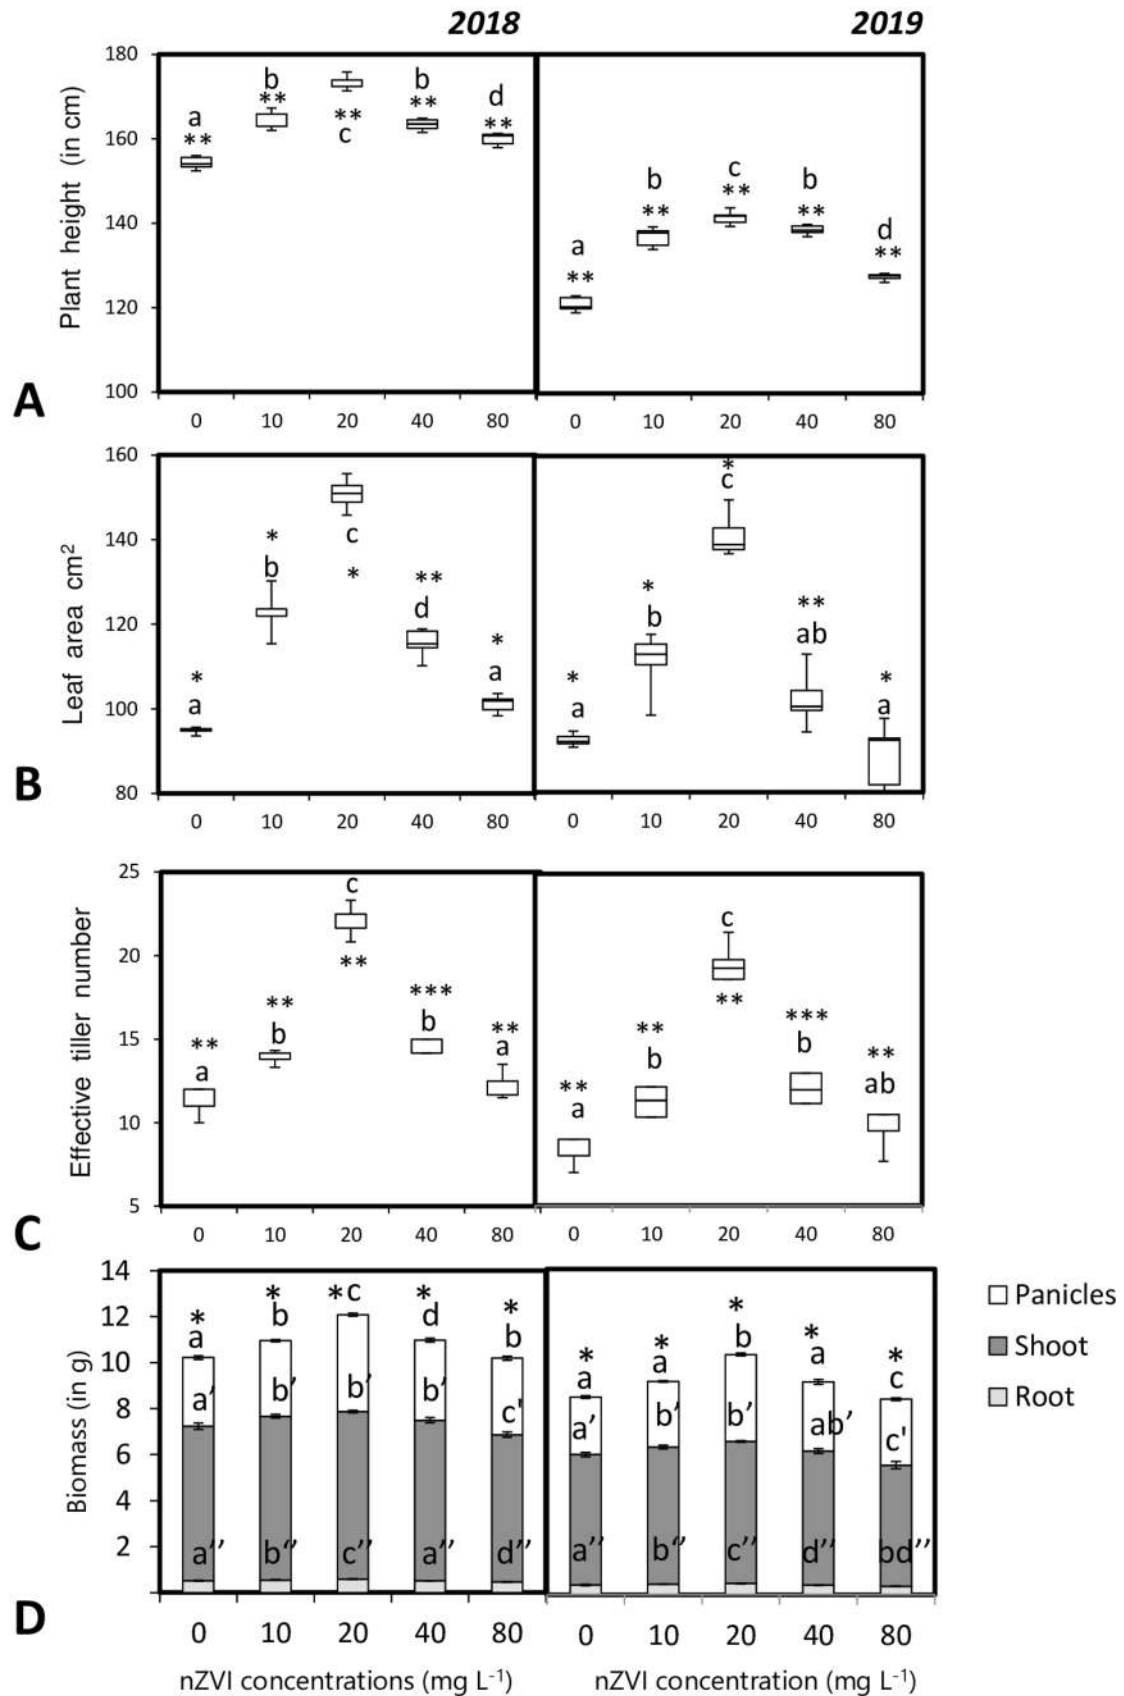 2018 2019
Plant height (in cm)
180
160
140
120
100
a ** b ** ** c b ** d **
a ** b ** c ** b ** d **
A
0 10 20 40 80 0 10 20 40 80
Leaf area cm²
160
140
120
100
80
* a * b c * ** d * a
* a * b * c ** ab * a
B
0 10 20 40 80 0 10 20 40 80
Effective tiller number
25
20
15
10
5
** a ** b c ** *** b ** a
** a ** b c ** *** b ** ab
C
0 10 20 40 80 0 10 20 40 80
Biomass (in g)
14
12
10
8
6
4
2
* a * b * c * d * b
a' b' b' b' c'
a'' b'' c'' a'' d''
* a * a * b * a * c
a' b' b' ab' c'
a'' b'' c'' d'' bd''
Panicles
Shoot
Root
D
0 10 20 40 80 0 10 20 40 80
nZVI concentrations (mg L⁻¹) nZVI concentration (mg L⁻¹)